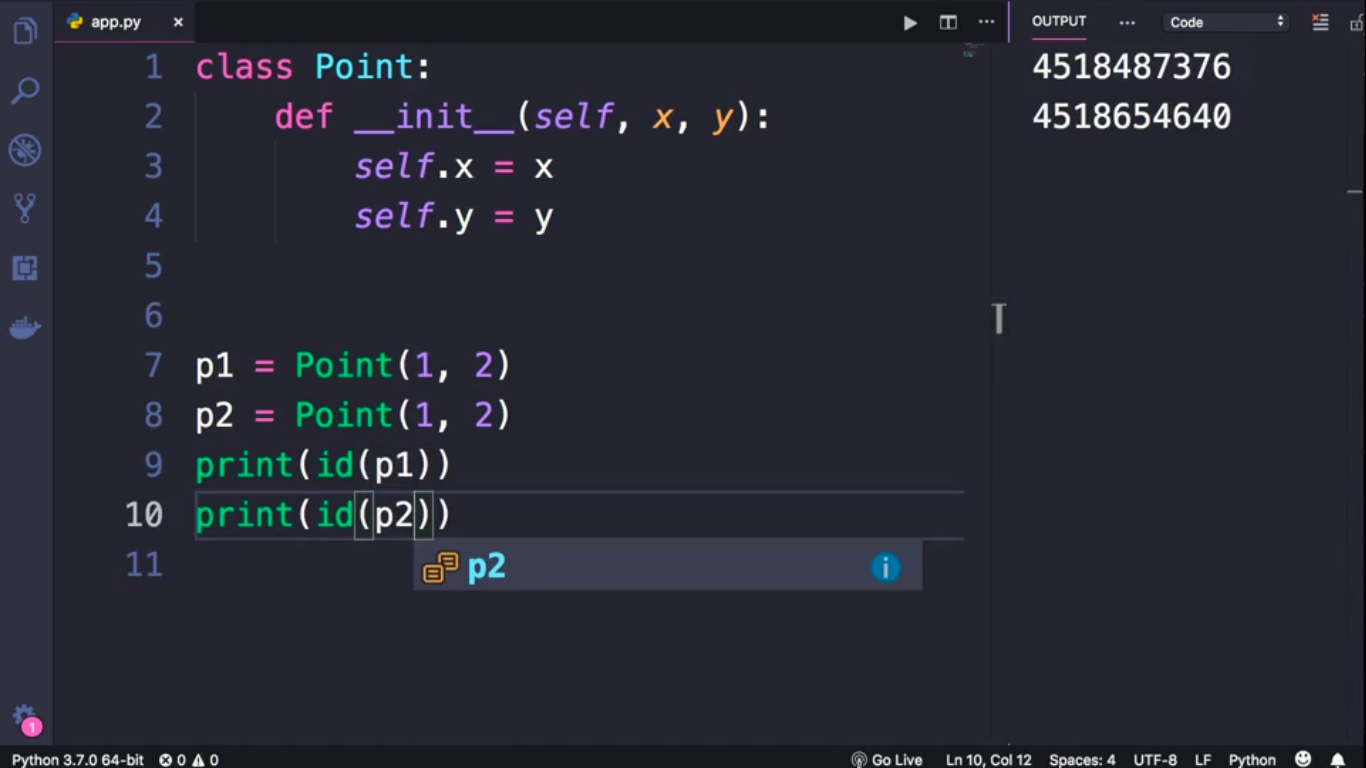 app.py
OUTPUT
Code
1 class Point:
2     def __init__(self, x, y):
3         self.x = x
4         self.y = y
5
6
7 p1 = Point(1, 2)
8 p2 = Point(1, 2)
9 print(id(p1))
10 print(id(p2))
11
p2
4518487376
4518654640
1
Python 3.7.0 64-bit 0 0 Go Live Ln 10, Col 12 Spaces: 4 UTF-8 LF Python